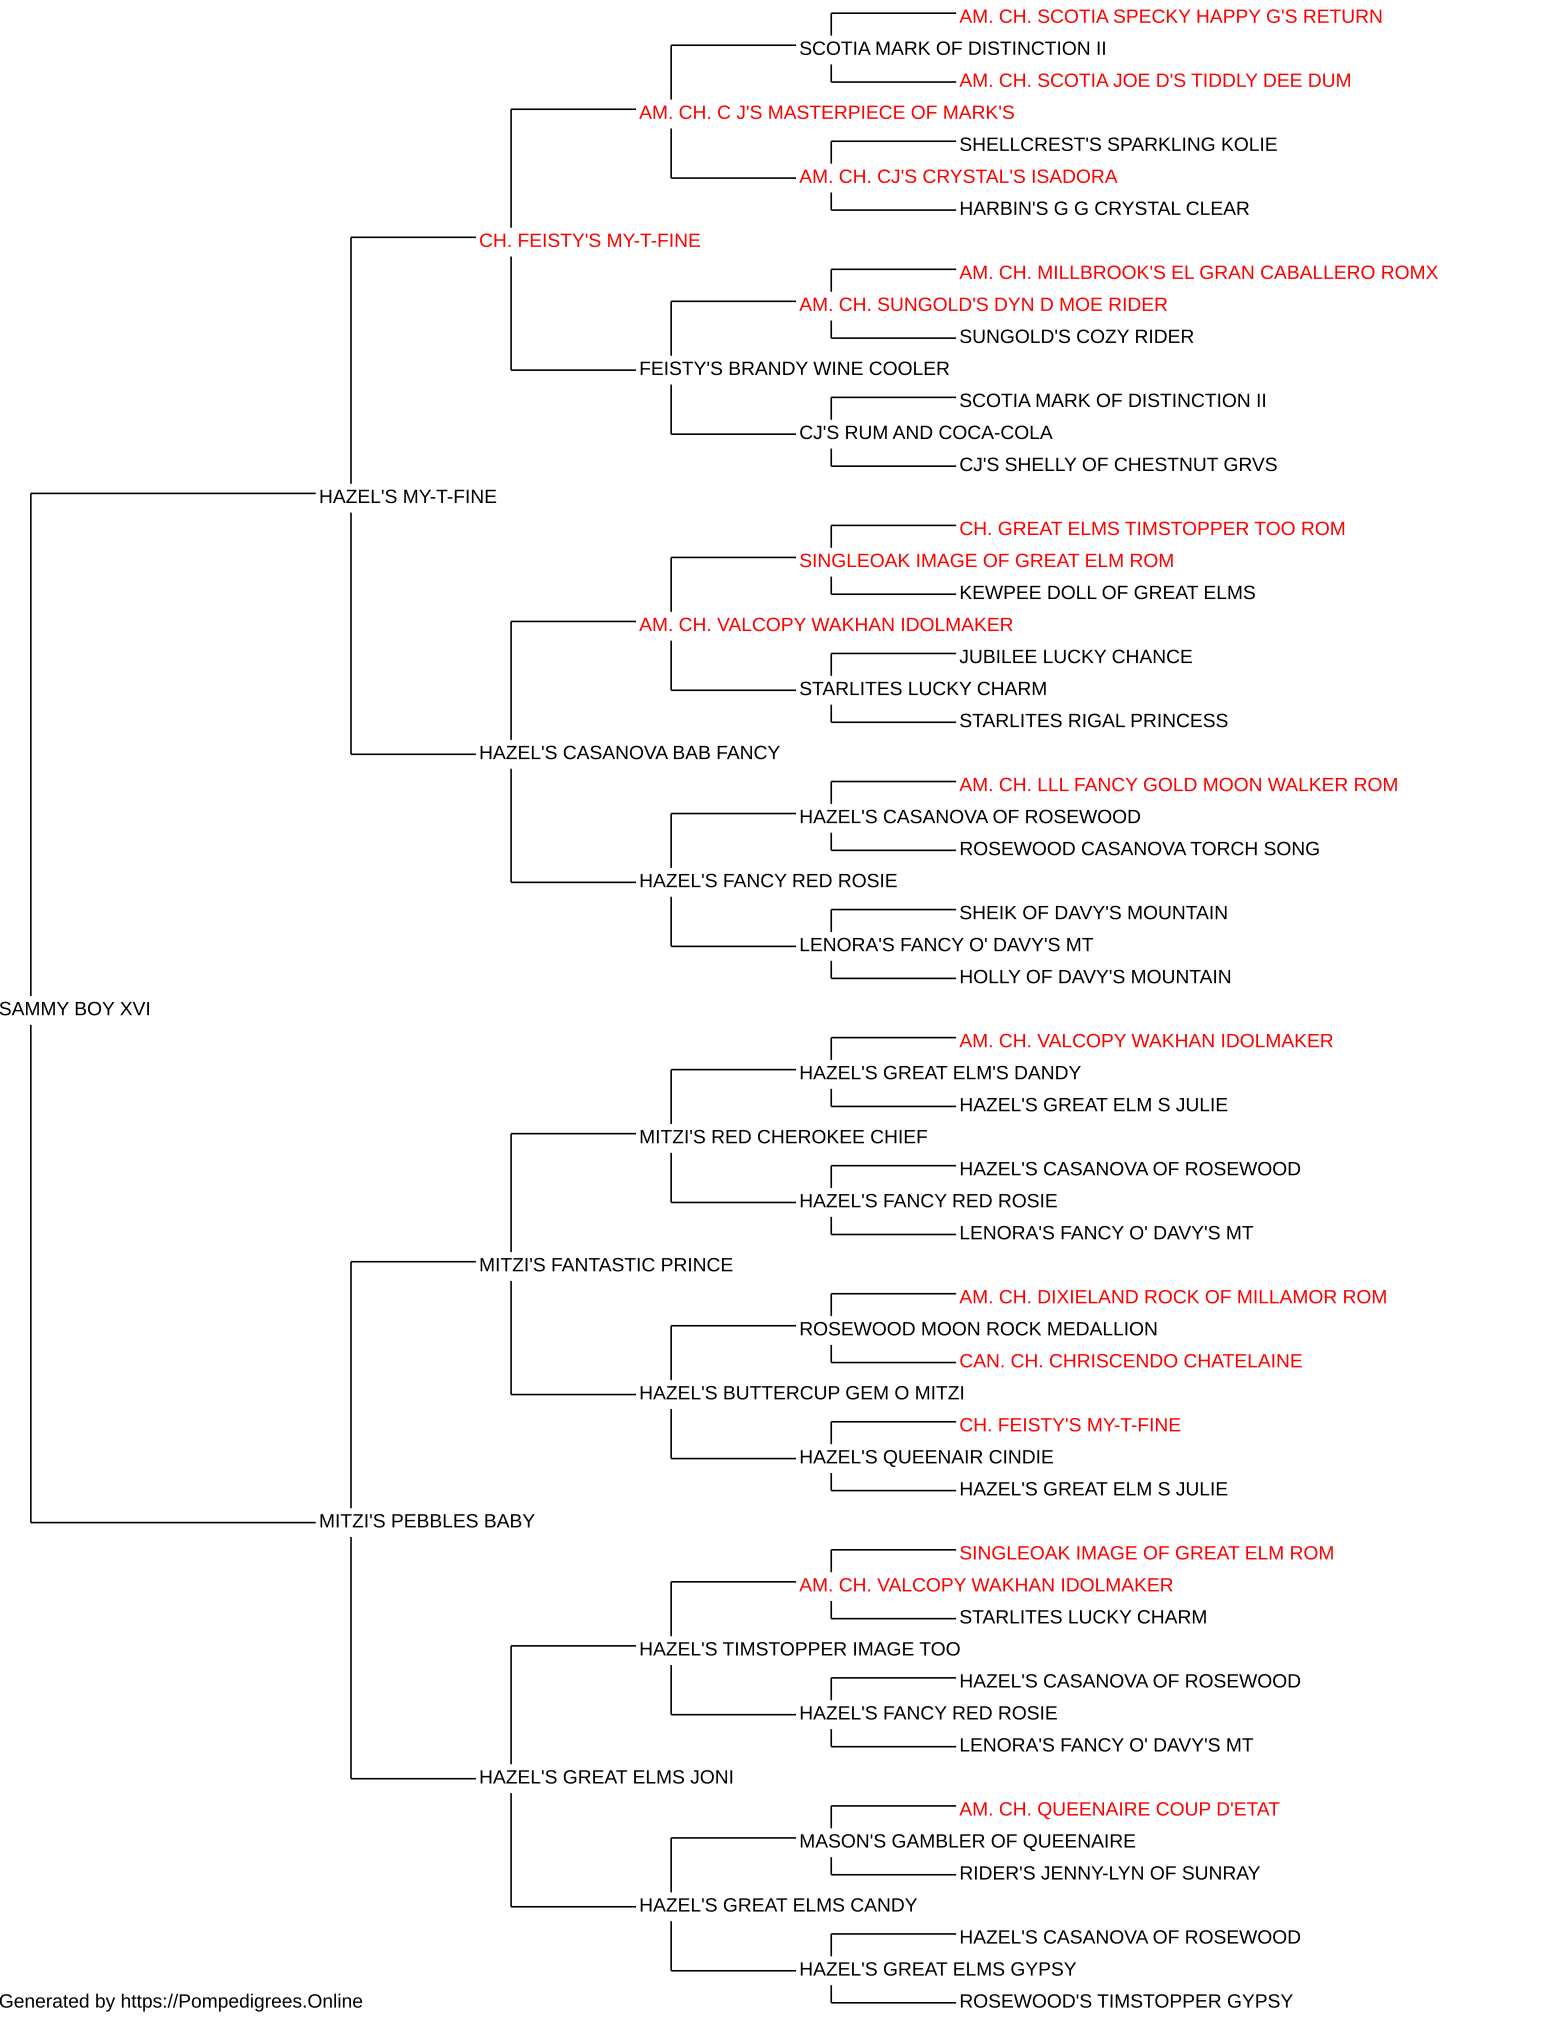 AM. CH. SCOTIA SPECKY HAPPY G'S RETURN
SCOTIA MARK OF DISTINCTION II
AM. CH. SCOTIA JOE D'S TIDDLY DEE DUM
AM. CH. C J'S MASTERPIECE OF MARK'S
SHELLCREST'S SPARKLING KOLIE
AM. CH. CJ'S CRYSTAL'S ISADORA
HARBIN'S G G CRYSTAL CLEAR
CH. FEISTY'S MY-T-FINE
AM. CH. MILLBROOK'S EL GRAN CABALLERO ROMX
AM. CH. SUNGOLD'S DYN D MOE RIDER
SUNGOLD'S COZY RIDER
FEISTY'S BRANDY WINE COOLER
SCOTIA MARK OF DISTINCTION II
CJ'S RUM AND COCA-COLA
CJ'S SHELLY OF CHESTNUT GRVS
HAZEL'S MY-T-FINE
CH. GREAT ELMS TIMSTOPPER TOO ROM
SINGLEOAK IMAGE OF GREAT ELM ROM
KEWPEE DOLL OF GREAT ELMS
AM. CH. VALCOPY WAKHAN IDOLMAKER
JUBILEE LUCKY CHANCE
STARLITES LUCKY CHARM
STARLITES RIGAL PRINCESS
HAZEL'S CASANOVA BAB FANCY
AM. CH. LLL FANCY GOLD MOON WALKER ROM
HAZEL'S CASANOVA OF ROSEWOOD
ROSEWOOD CASANOVA TORCH SONG
HAZEL'S FANCY RED ROSIE
SHEIK OF DAVY'S MOUNTAIN
LENORA'S FANCY O' DAVY'S MT
HOLLY OF DAVY'S MOUNTAIN
SAMMY BOY XVI
AM. CH. VALCOPY WAKHAN IDOLMAKER
HAZEL'S GREAT ELM'S DANDY
HAZEL'S GREAT ELM S JULIE
MITZI'S RED CHEROKEE CHIEF
HAZEL'S CASANOVA OF ROSEWOOD
HAZEL'S FANCY RED ROSIE
LENORA'S FANCY O' DAVY'S MT
MITZI'S FANTASTIC PRINCE
AM. CH. DIXIELAND ROCK OF MILLAMOR ROM
ROSEWOOD MOON ROCK MEDALLION
CAN. CH. CHRISCENDO CHATELAINE
HAZEL'S BUTTERCUP GEM O MITZI
CH. FEISTY'S MY-T-FINE
HAZEL'S QUEENAIR CINDIE
HAZEL'S GREAT ELM S JULIE
MITZI'S PEBBLES BABY
SINGLEOAK IMAGE OF GREAT ELM ROM
AM. CH. VALCOPY WAKHAN IDOLMAKER
STARLITES LUCKY CHARM
HAZEL'S TIMSTOPPER IMAGE TOO
HAZEL'S CASANOVA OF ROSEWOOD
HAZEL'S FANCY RED ROSIE
LENORA'S FANCY O' DAVY'S MT
HAZEL'S GREAT ELMS JONI
AM. CH. QUEENAIRE COUP D'ETAT
MASON'S GAMBLER OF QUEENAIRE
RIDER'S JENNY-LYN OF SUNRAY
HAZEL'S GREAT ELMS CANDY
HAZEL'S CASANOVA OF ROSEWOOD
HAZEL'S GREAT ELMS GYPSY
ROSEWOOD'S TIMSTOPPER GYPSY
Generated by https://Pompedigrees.Online